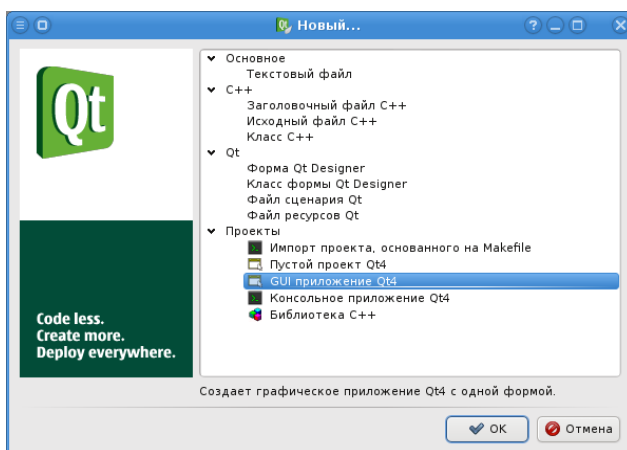 Новый...
Qt
Code less.
Create more.
Deploy everywhere.
Основное
Текстовый файл
C++
Заголовочный файл C++
Исходный файл C++
Класс C++
Qt
Форма Qt Designer
Класс формы Qt Designer
Файл сценария Qt
Файл ресурсов Qt
Проекты
Импорт проекта, основанного на Makefile
Пустой проект Qt4
GUI приложение Qt4
Консольное приложение Qt4
Библиотека C++
Создает графическое приложение Qt4 с одной формой.
OK
Отмена